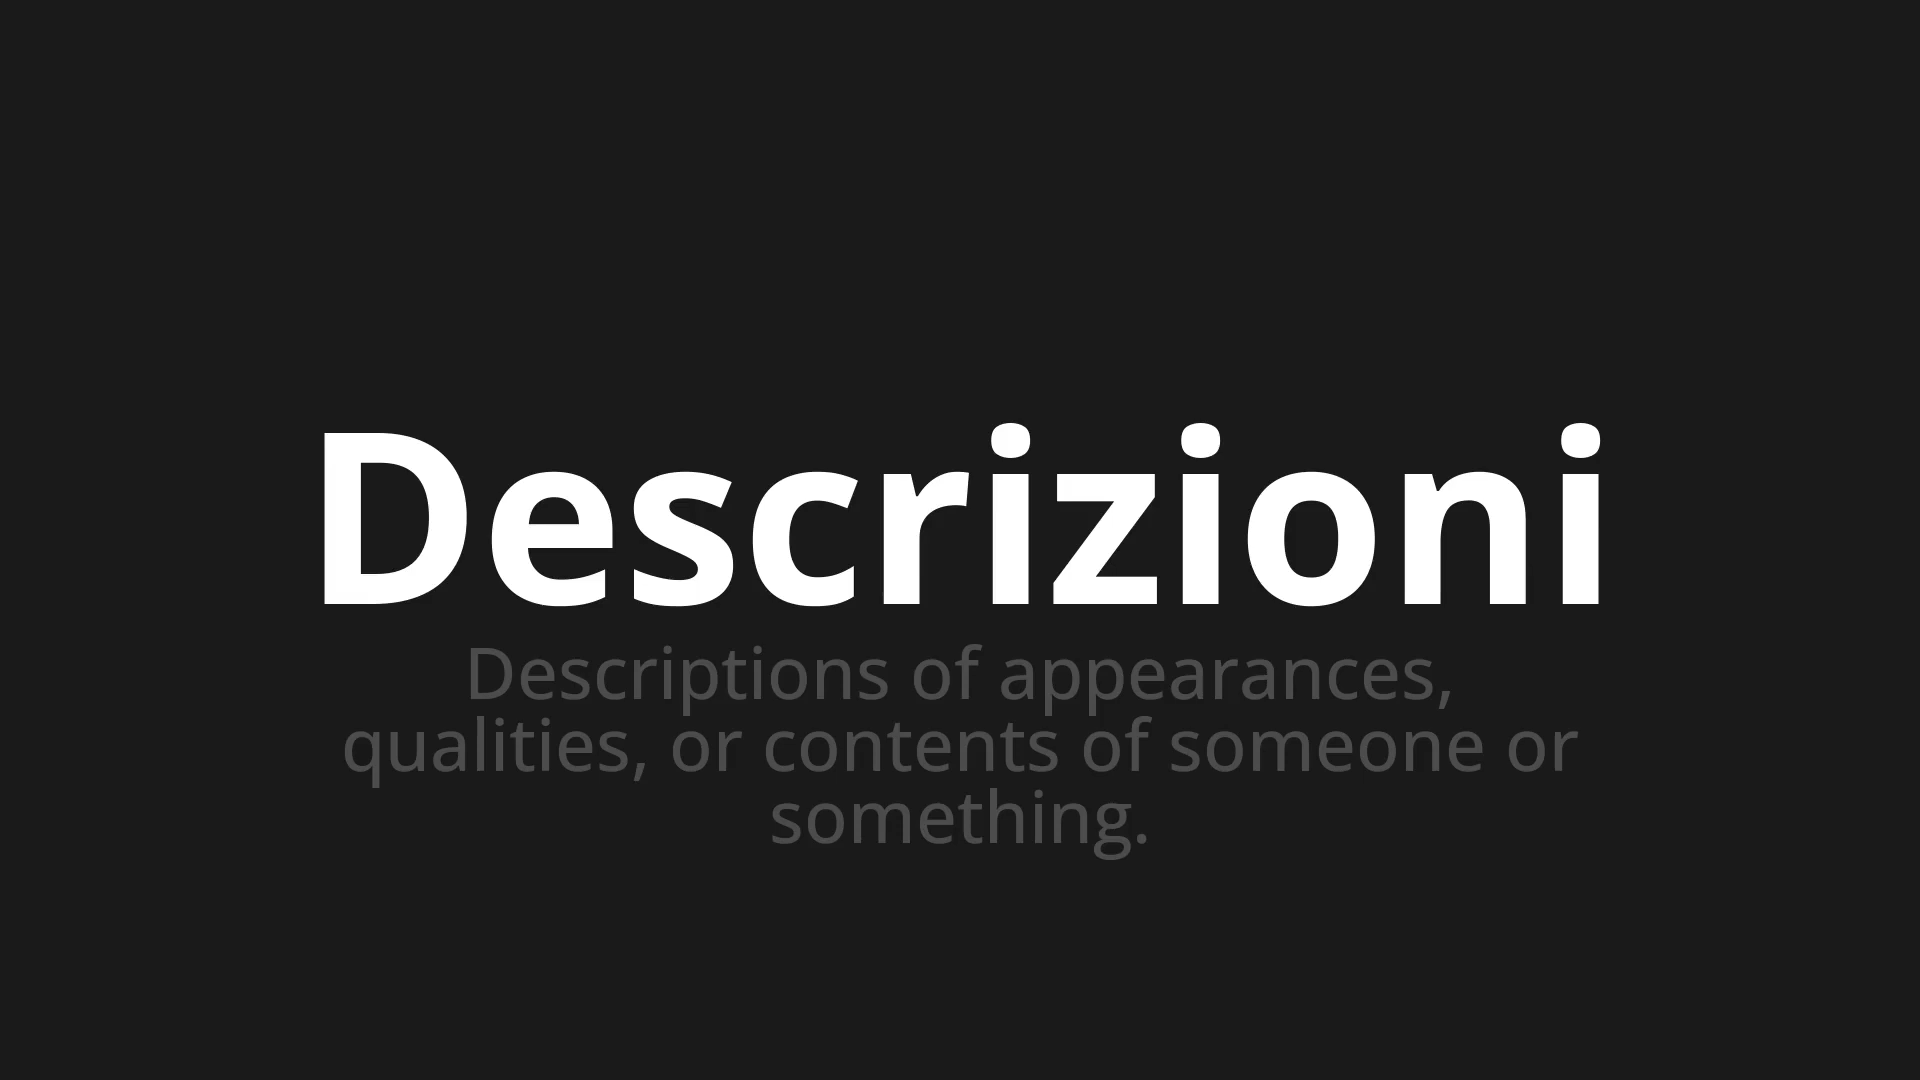 Descrizioni
Descriptions of appearances,
qualities, or contents of someone or
something.